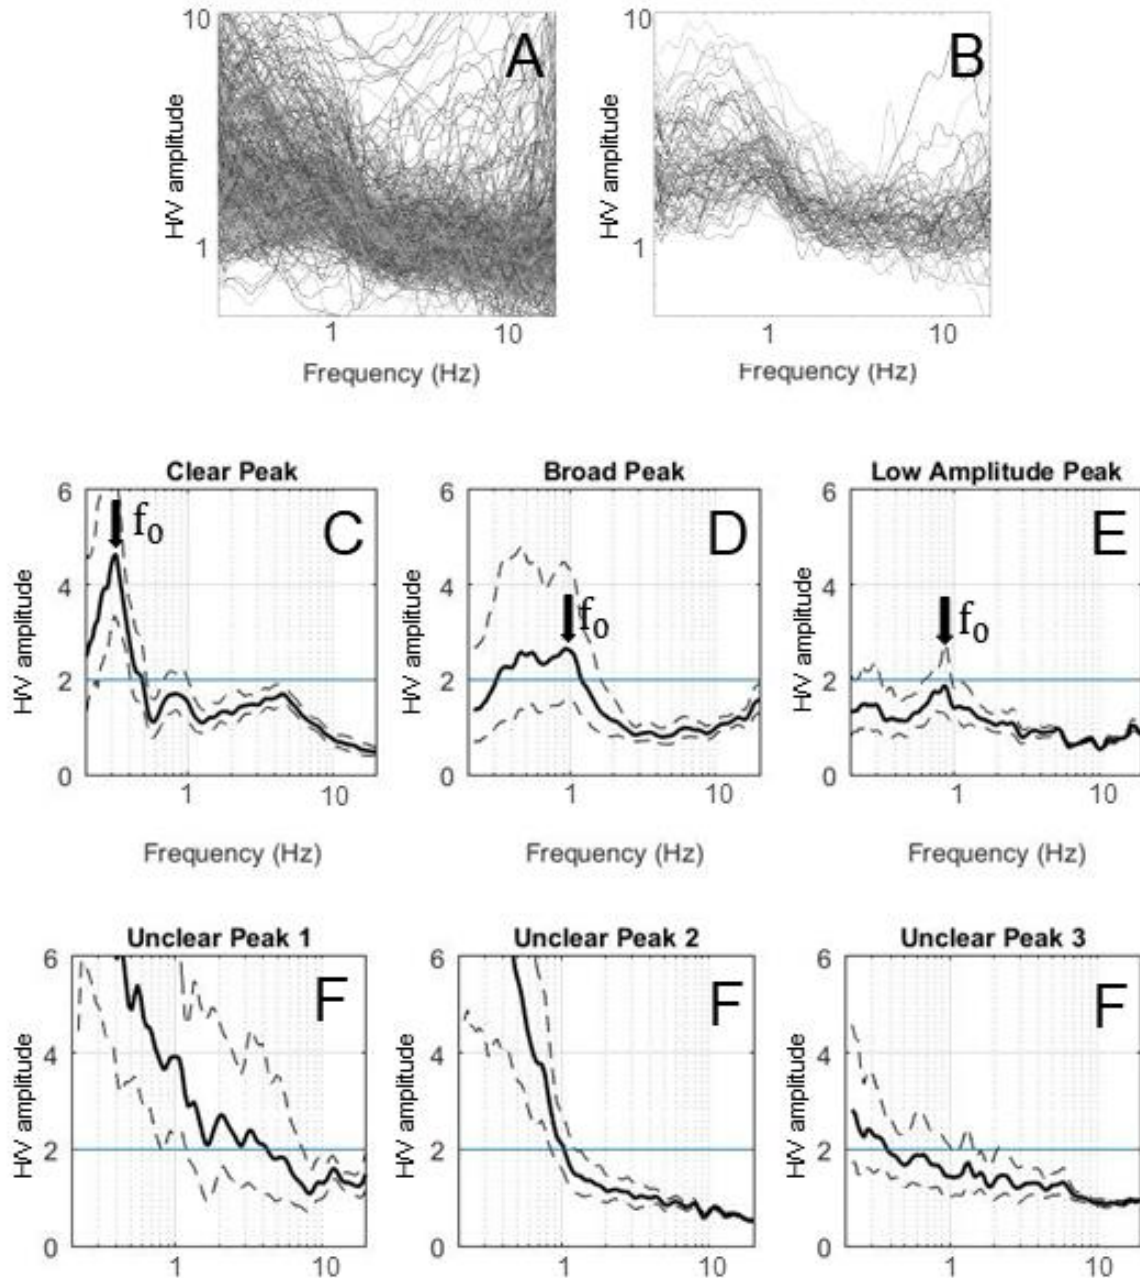 10
A
H/V amplitude
1
1
10
Frequency (Hz)
10
B
H/V amplitude
1
1
10
Frequency (Hz)
Clear Peak
6
4
2
0
f0
C
H/V amplitude
1
10
Frequency (Hz)
Broad Peak
6
4
2
0
f0
D
H/V amplitude
1
10
Frequency (Hz)
Low Amplitude Peak
6
4
2
0
f0
E
H/V amplitude
1
10
Frequency (Hz)
Unclear Peak 1
6
4
2
0
F
H/V amplitude
1
10
Unclear Peak 2
6
4
2
0
F
H/V amplitude
1
10
Unclear Peak 3
6
4
2
0
F
H/V amplitude
1
10